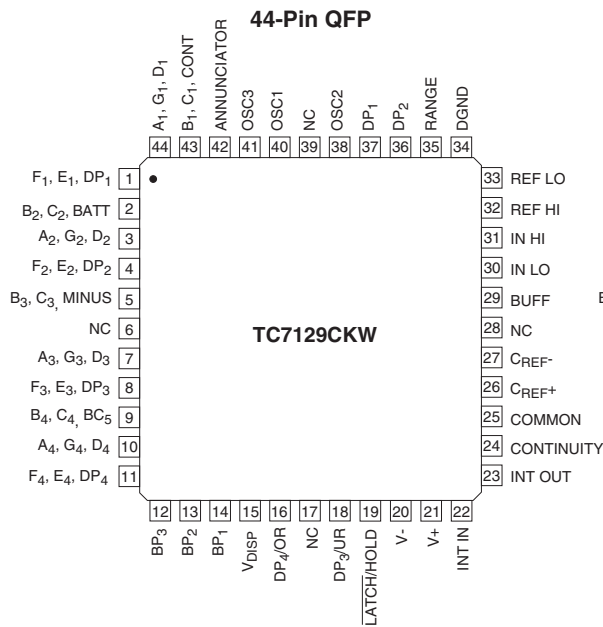 44-Pin QFP
A1, G1, D1
B1, C1, CONT
ANNUNCIATOR
OSC3
OSC1
NC
OSC2
DP1
DP2
RANGE
DGND
44 43 42 41 40 39 38 37 36 35 34
F1, E1, DP1 1
B2, C2, BATT 2
A2, G2, D2 3
F2, E2, DP2 4
B3, C3, MINUS 5
NC 6
A3, G3, D3 7
F3, E3, DP3 8
B4, C4, BC5 9
A4, G4, D4 10
F4, E4, DP4 11
TC7129CKW
33 REF LO
32 REF HI
31 IN HI
30 IN LO
29 BUFF
28 NC
27 CREF-
26 CREF+
25 COMMON
24 CONTINUITY
23 INT OUT
12 13 14 15 16 17 18 19 20 21 22
BP3
BP2
BP1
VDISP
DP4/OR
NC
DP3/UR
LATCH/HOLD
V-
V+
INT IN